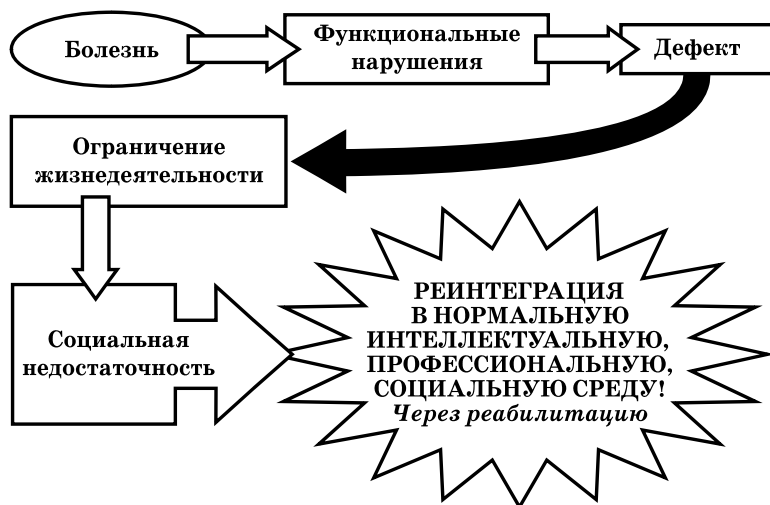 Болезнь
Функциональные
нарушения
Дефект
Ограничение
жизнедеятельности
Социальная
недостаточность
РЕИНТЕГРАЦИЯ
В НОРМАЛЬНУЮ
ИНТЕЛЛЕКТУАЛЬНУЮ,
ПРОФЕССИОНАЛЬНУЮ,
СОЦИАЛЬНУЮ СРЕДУ!
Через реабилитацию